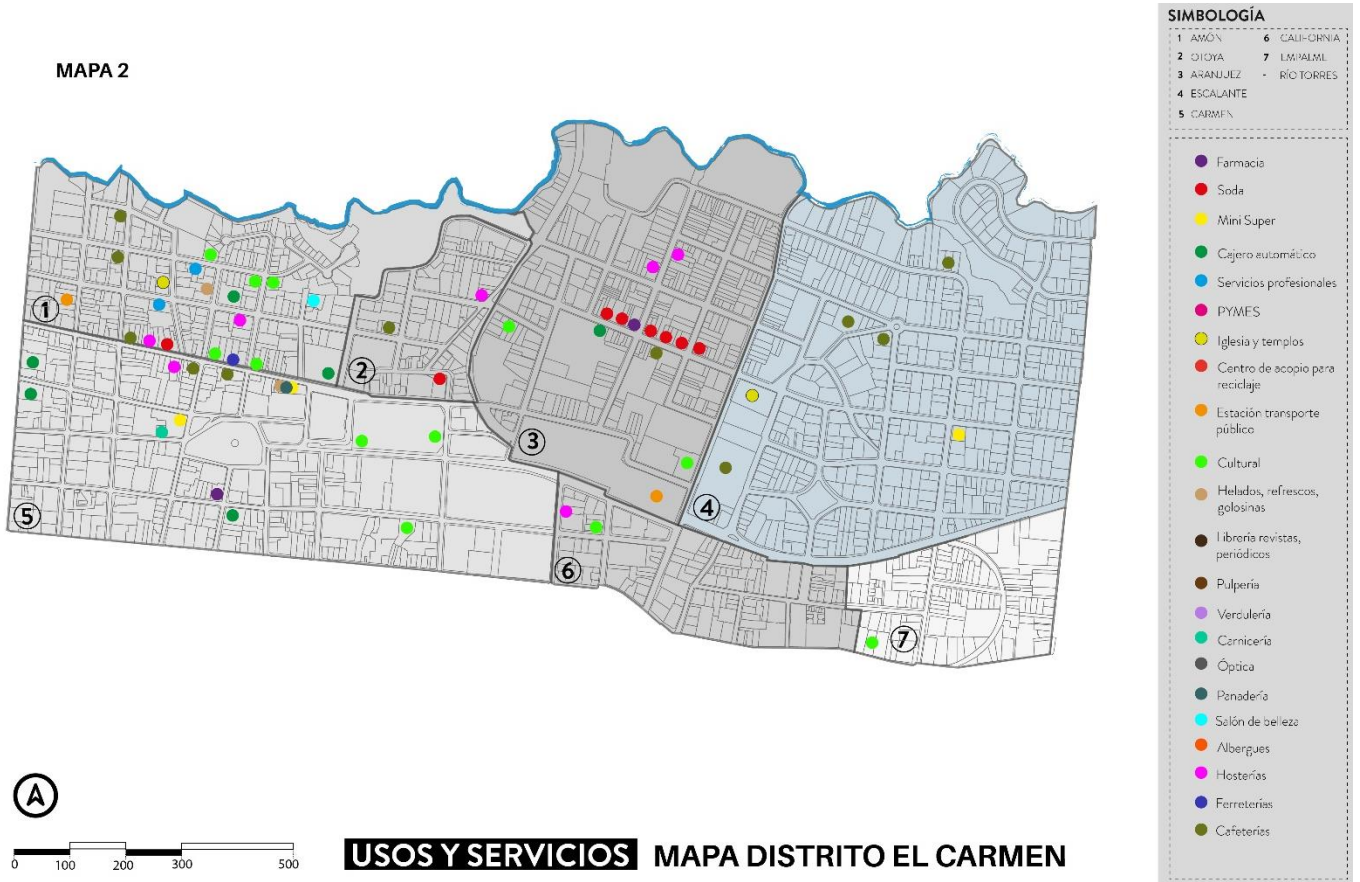 MAPA 2
1
2
3
4
5
6
7
0 100 200 300 500
USOS Y SERVICIOS MAPA DISTRITO EL CARMEN
SIMBOLOGÍA
1 AMÓN
2 OTOYA
3 ARANJUEZ
4 ESCALANTE
5 CARMEN
6 CALIFORNIA
7 EMPALME
- RÍO TORRES
Farmacia
Soda
Mini Super
Cajero automático
Servicios profesionales
PYMES
Iglesia y templos
Centro de acopio para
reciclaje
Estación transporte
público
Cultural
Helados, refrescos,
golosinas
Librería revistas,
periódicos
Pulpería
Verdulería
Carnicería
Óptica
Panadería
Salón de belleza
Albergues
Hosterías
Ferreterías
Cafeterías